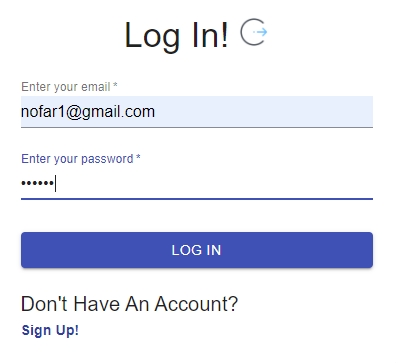 Log In!
Enter your email *
nofar1@gmail.com
Enter your password *
••••••
LOG IN
Don't Have An Account?
Sign Up!